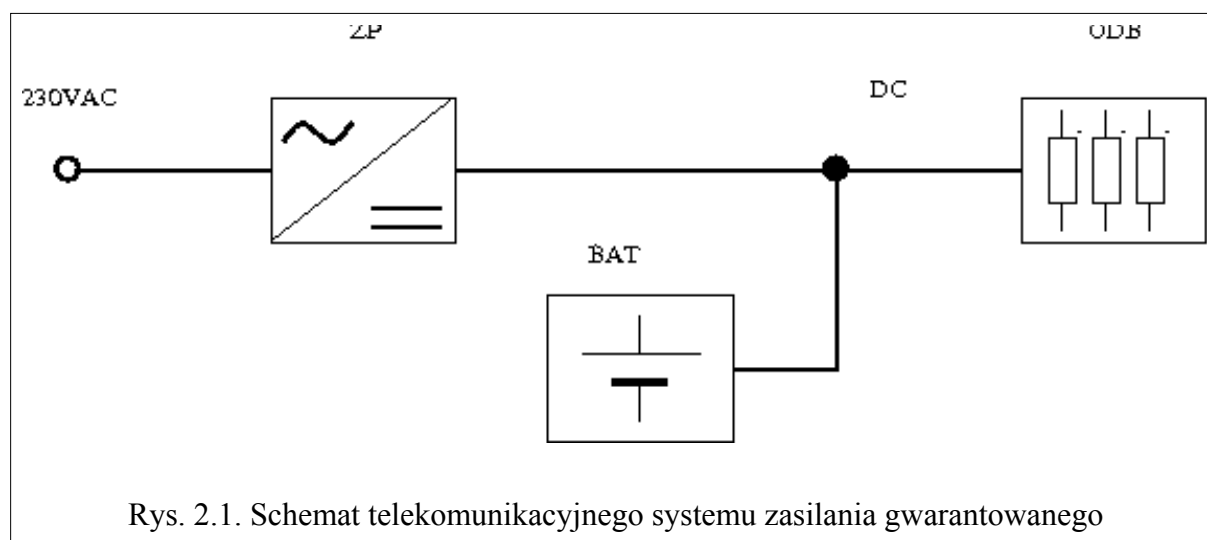 ZP
ODB
230VAC
DC
BAT
Rys. 2.1. Schemat telekomunikacyjnego systemu zasilania gwarantowanego